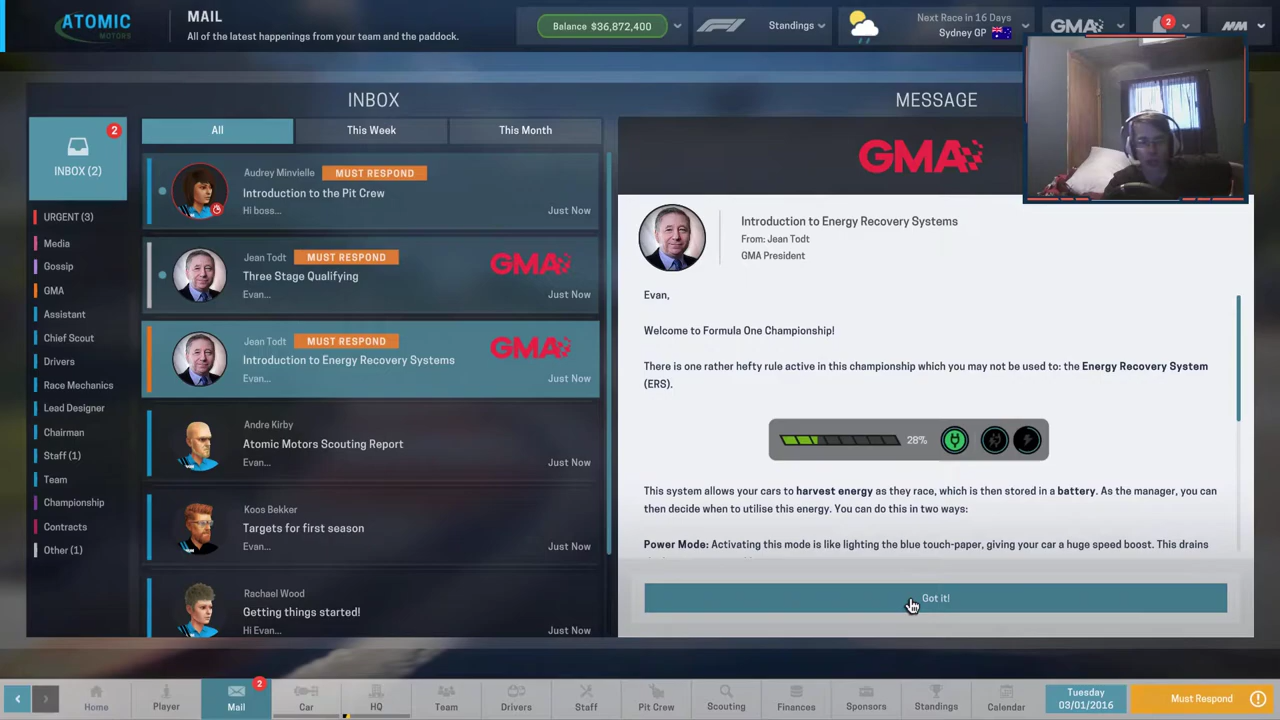 ATOMIC
MOTORS
MAIL
All of the latest happenings from your team and the paddock.
Balance $36,872,400
Standings
Next Race in 16 Days
Sydney GP
GMA
2
INBOX
MESSAGE
2
INBOX (2)
URGENT (3)
Media
Gossip
GMA
Assistant
Chief Scout
Drivers
Race Mechanics
Lead Designer
Chairman
Staff (1)
Team
Championship
Contracts
Other (1)
All
This Week
This Month
Audrey Minvielle
MUST RESPOND
Introduction to the Pit Crew
Hi boss...
Just Now
Jean Todt
MUST RESPOND
Three Stage Qualifying
GMA
Evan...
Just Now
Jean Todt
MUST RESPOND
Introduction to Energy Recovery Systems
GMA
Evan...
Just Now
Andre Kirby
Atomic Motors Scouting Report
Evan...
Just Now
Koos Bekker
Targets for first season
Evan...
Just Now
Rachael Wood
Getting things started!
Hi Evan...
Just Now
GMA
Introduction to Energy Recovery Systems
From: Jean Todt
GMA President
Evan,
Welcome to Formula One Championship!
There is one rather hefty rule active in this championship which you may not be used to: the Energy Recovery System
(ERS).
28%
This system allows your cars to harvest energy as they race, which is then stored in a battery. As the manager, you can
then decide when to utilise this energy. You can do this in two ways:
Power Mode: Activating this mode is like lighting the blue touch-paper, giving your car a huge speed boost. This drains
Got it!
Home
Player
2
Mail
Car
HQ
Team
Drivers
Staff
Pit Crew
Scouting
Finances
Sponsors
Standings
Calendar
Tuesday
03/01/2016
Must Respond